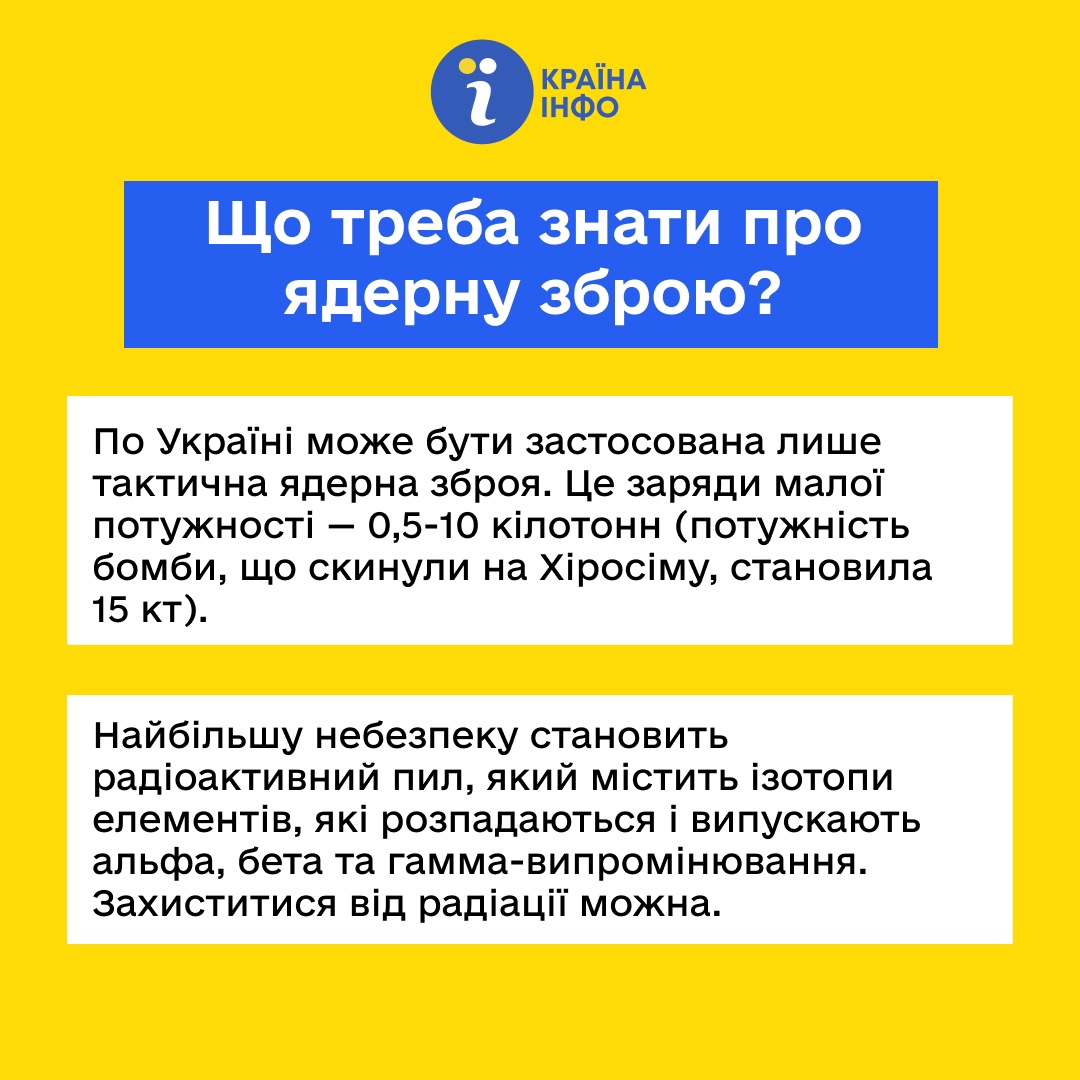 КРАЇНА
ІНФО
Що треба знати про
ядерну зброю?
По Україні може бути застосована лише
тактична ядерна зброя. Це заряди малої
потужності — 0,5-10 кілотонн (потужність
бомби, що скинули на Хіросіму, становила
15 кт).
Найбільшу небезпеку становить
радіоактивний пил, який містить ізотопи
елементів, які розпадаються і випускають
альфа, бета та гамма-випромінювання.
Захиститися від радіації можна.